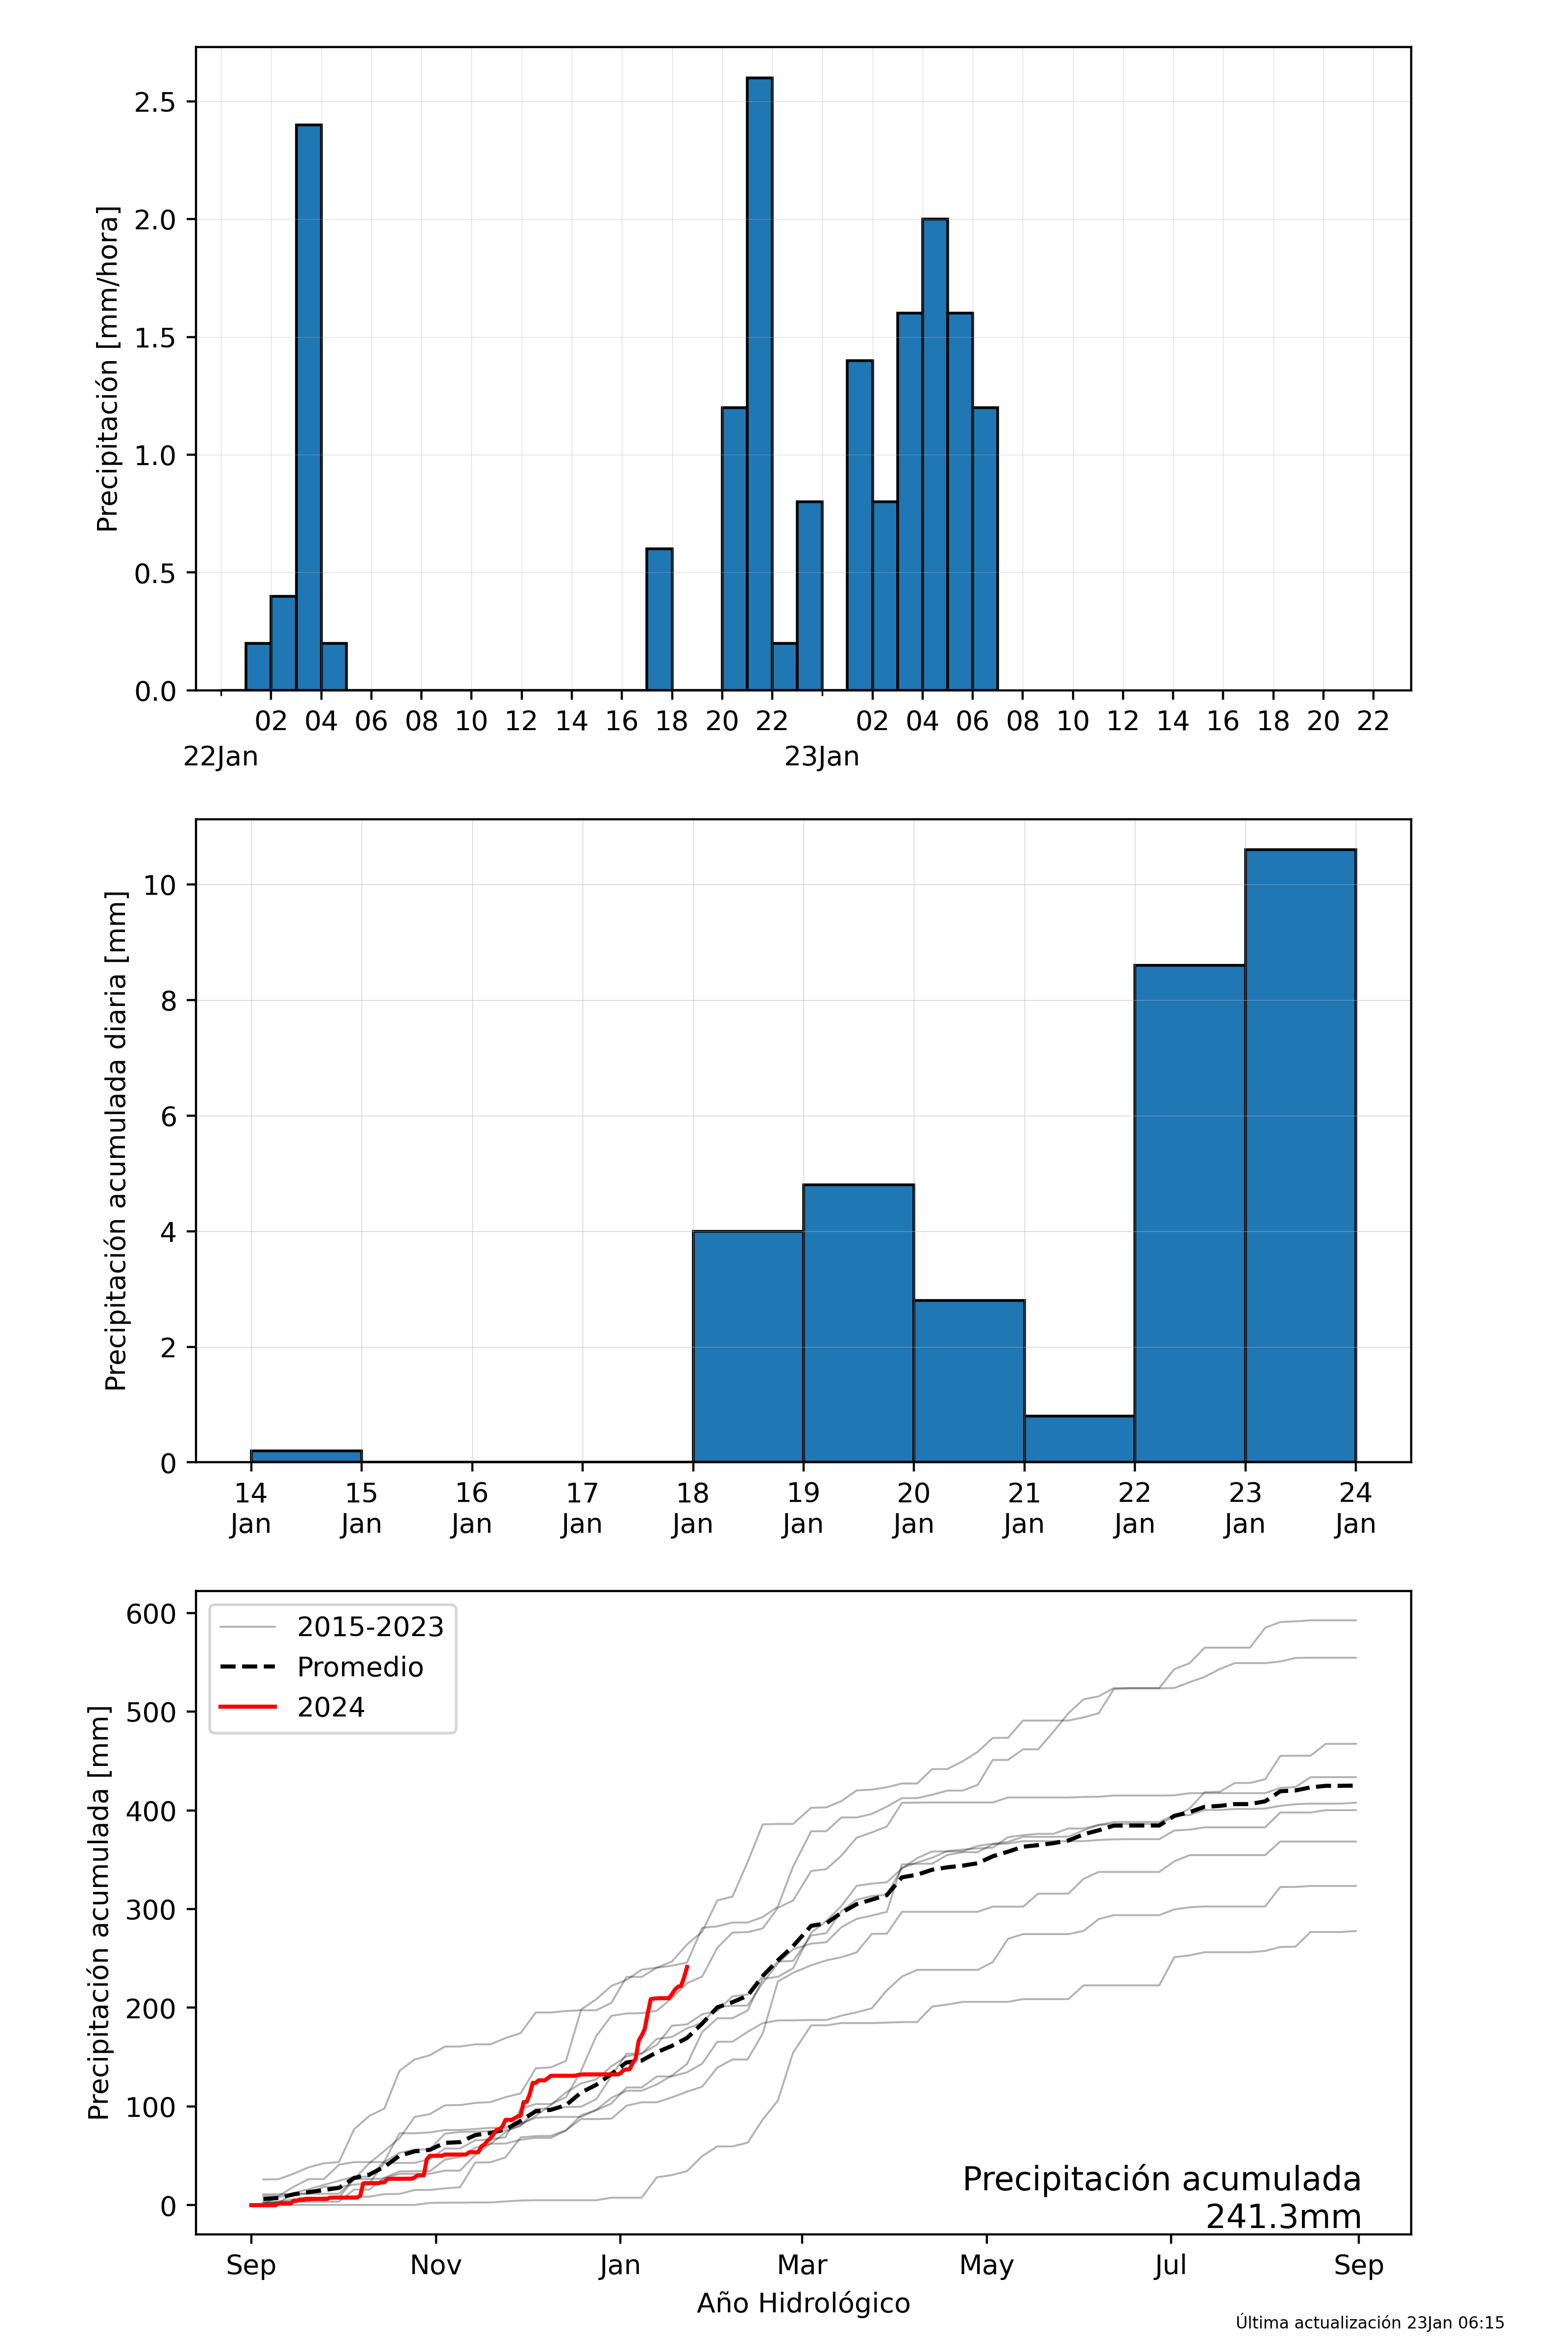 Precipitación [mm/hora]
2.5
2.0
1.5
1.0
0.5
0.0
02 04 06 08 10 12 14 16 18 20 22 02 04 06 08 10 12 14 16 18 20 22
22Jan 23Jan
Precipitación acumulada diaria [mm]
10
8
6
4
2
0
14 15 16 17 18 19 20 21 22 23 24
Jan Jan Jan Jan Jan Jan Jan Jan Jan Jan Jan
Precipitación acumulada [mm]
600
500
400
300
200
100
0
2015-2023
Promedio
2024
Precipitación acumulada
241.3mm
Sep Nov Jan Mar May Jul Sep
Año Hidrológico
Última actualización 23Jan 06:15